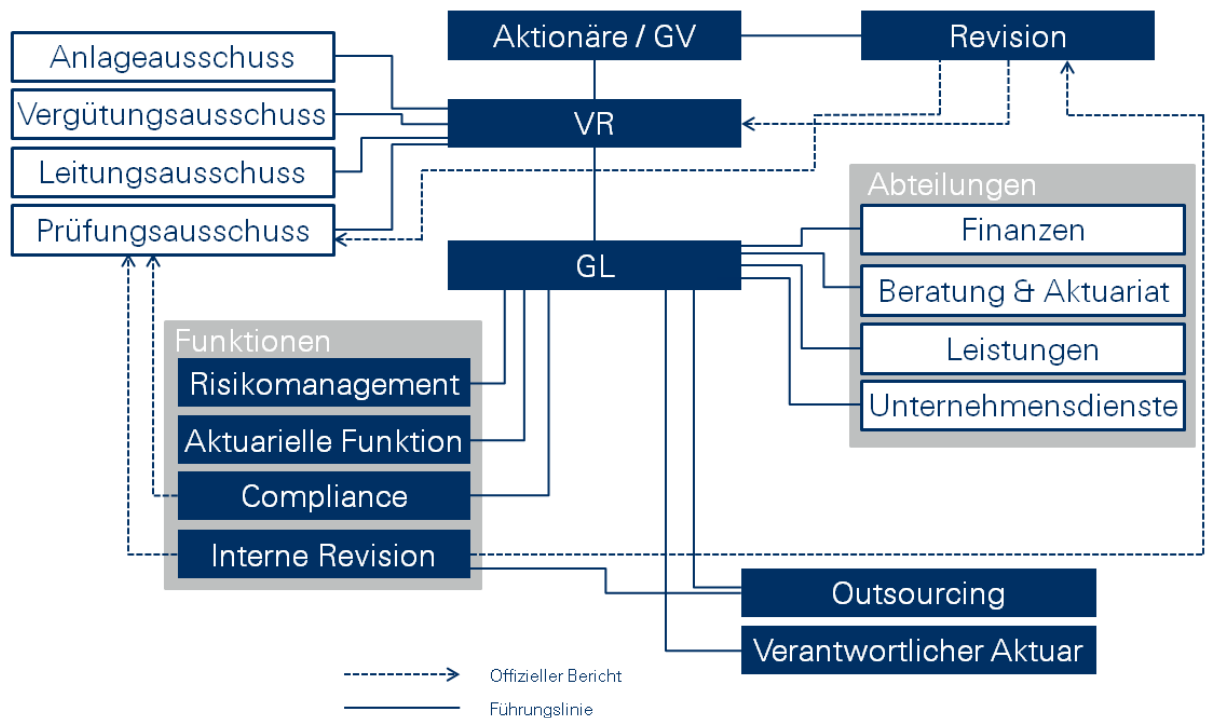 Aktionäre / GV
Revision
Anlageausschuss
Vergütungsausschuss
VR
Leitungsausschuss
Prüfungsausschuss
Abteilungen
Finanzen
GL
Beratung & Aktuariat
Leistungen
Unternehmensdienste
Funktionen
Risikomanagement
Aktuarielle Funktion
Compliance
Interne Revision
Outsourcing
Verantwortlicher Aktuar
Offizieller Bericht
Führungslinie